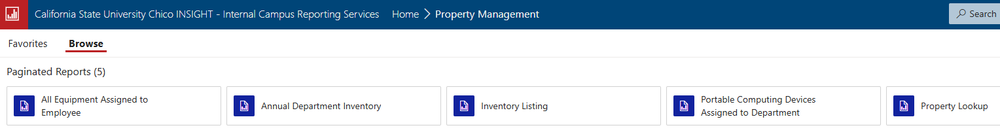 California State University Chico INSIGHT - Internal Campus Reporting Services Home > Property Management Search
Favorites Browse
Paginated Reports (5)
All Equipment Assigned to
Employee
Annual Department Inventory
Inventory Listing
Portable Computing Devices
Assigned to Department
Property Lookup